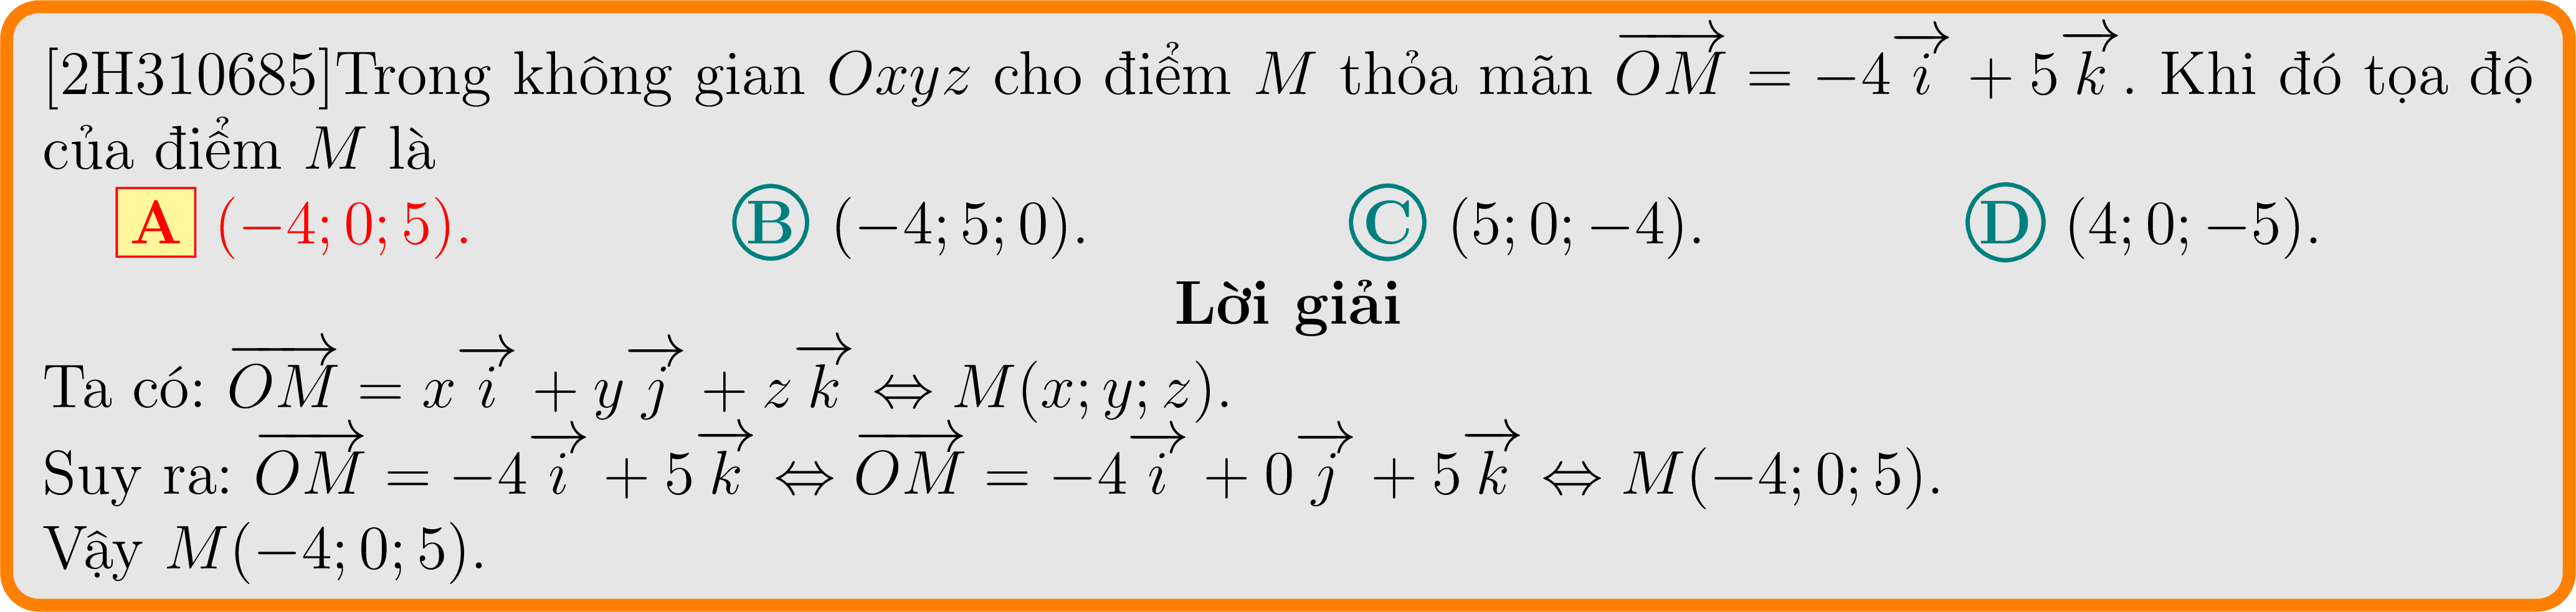 [2H310685]Trong không gian $Oxyz$ cho điểm $M$ thỏa mãn $\overrightarrow{OM} = -4\overrightarrow{i} + 5\overrightarrow{k}$. Khi đó tọa độ
của điểm $M$ là
A $(-4; 0; 5)$. B $(-4; 5; 0)$. C $(5; 0; -4)$. D $(4; 0; -5)$.
Lời giải
Ta có: $\overrightarrow{OM} = x\overrightarrow{i} + y\overrightarrow{j} + z\overrightarrow{k} \Leftrightarrow M(x; y; z)$.
Suy ra: $\overrightarrow{OM} = -4\overrightarrow{i} + 5\overrightarrow{k} \Leftrightarrow \overrightarrow{OM} = -4\overrightarrow{i} + 0\overrightarrow{j} + 5\overrightarrow{k} \Leftrightarrow M(-4; 0; 5)$.
Vậy $M(-4; 0; 5)$.